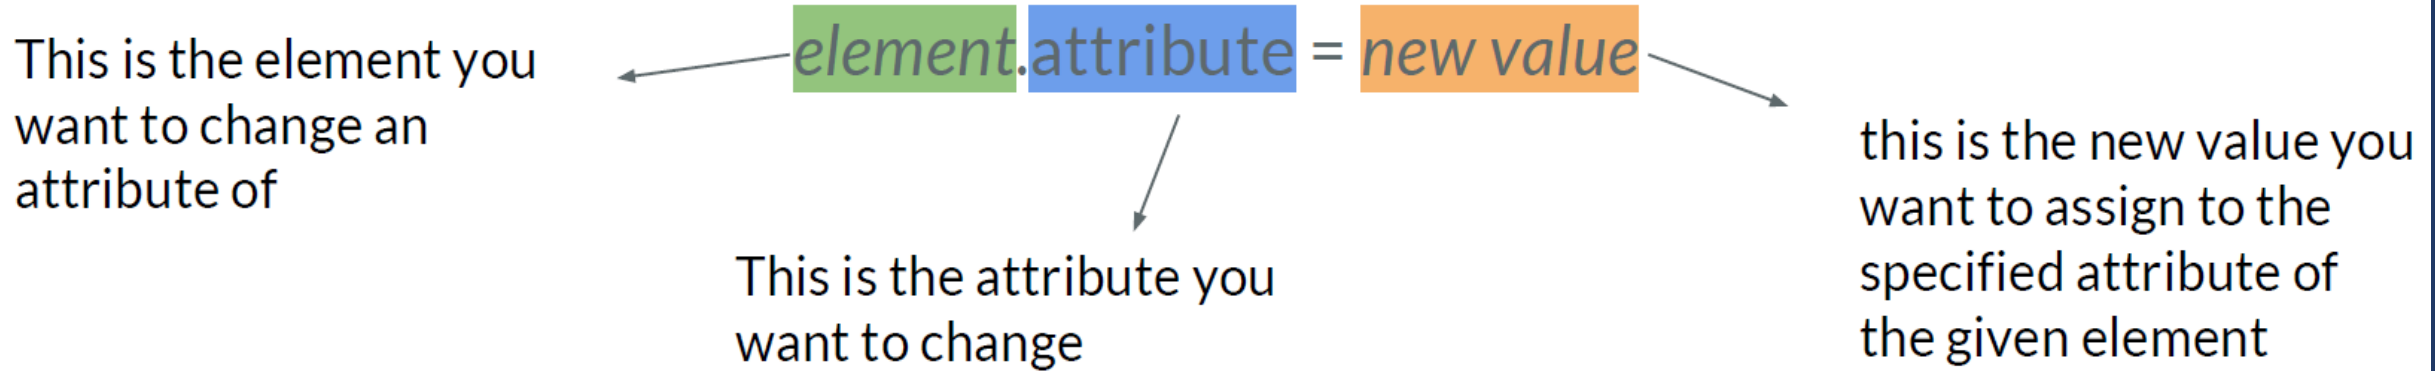 element.attribute = new value
This is the element you
want to change an
attribute of
This is the attribute you
want to change
this is the new value you
want to assign to the
specified attribute of
the given element